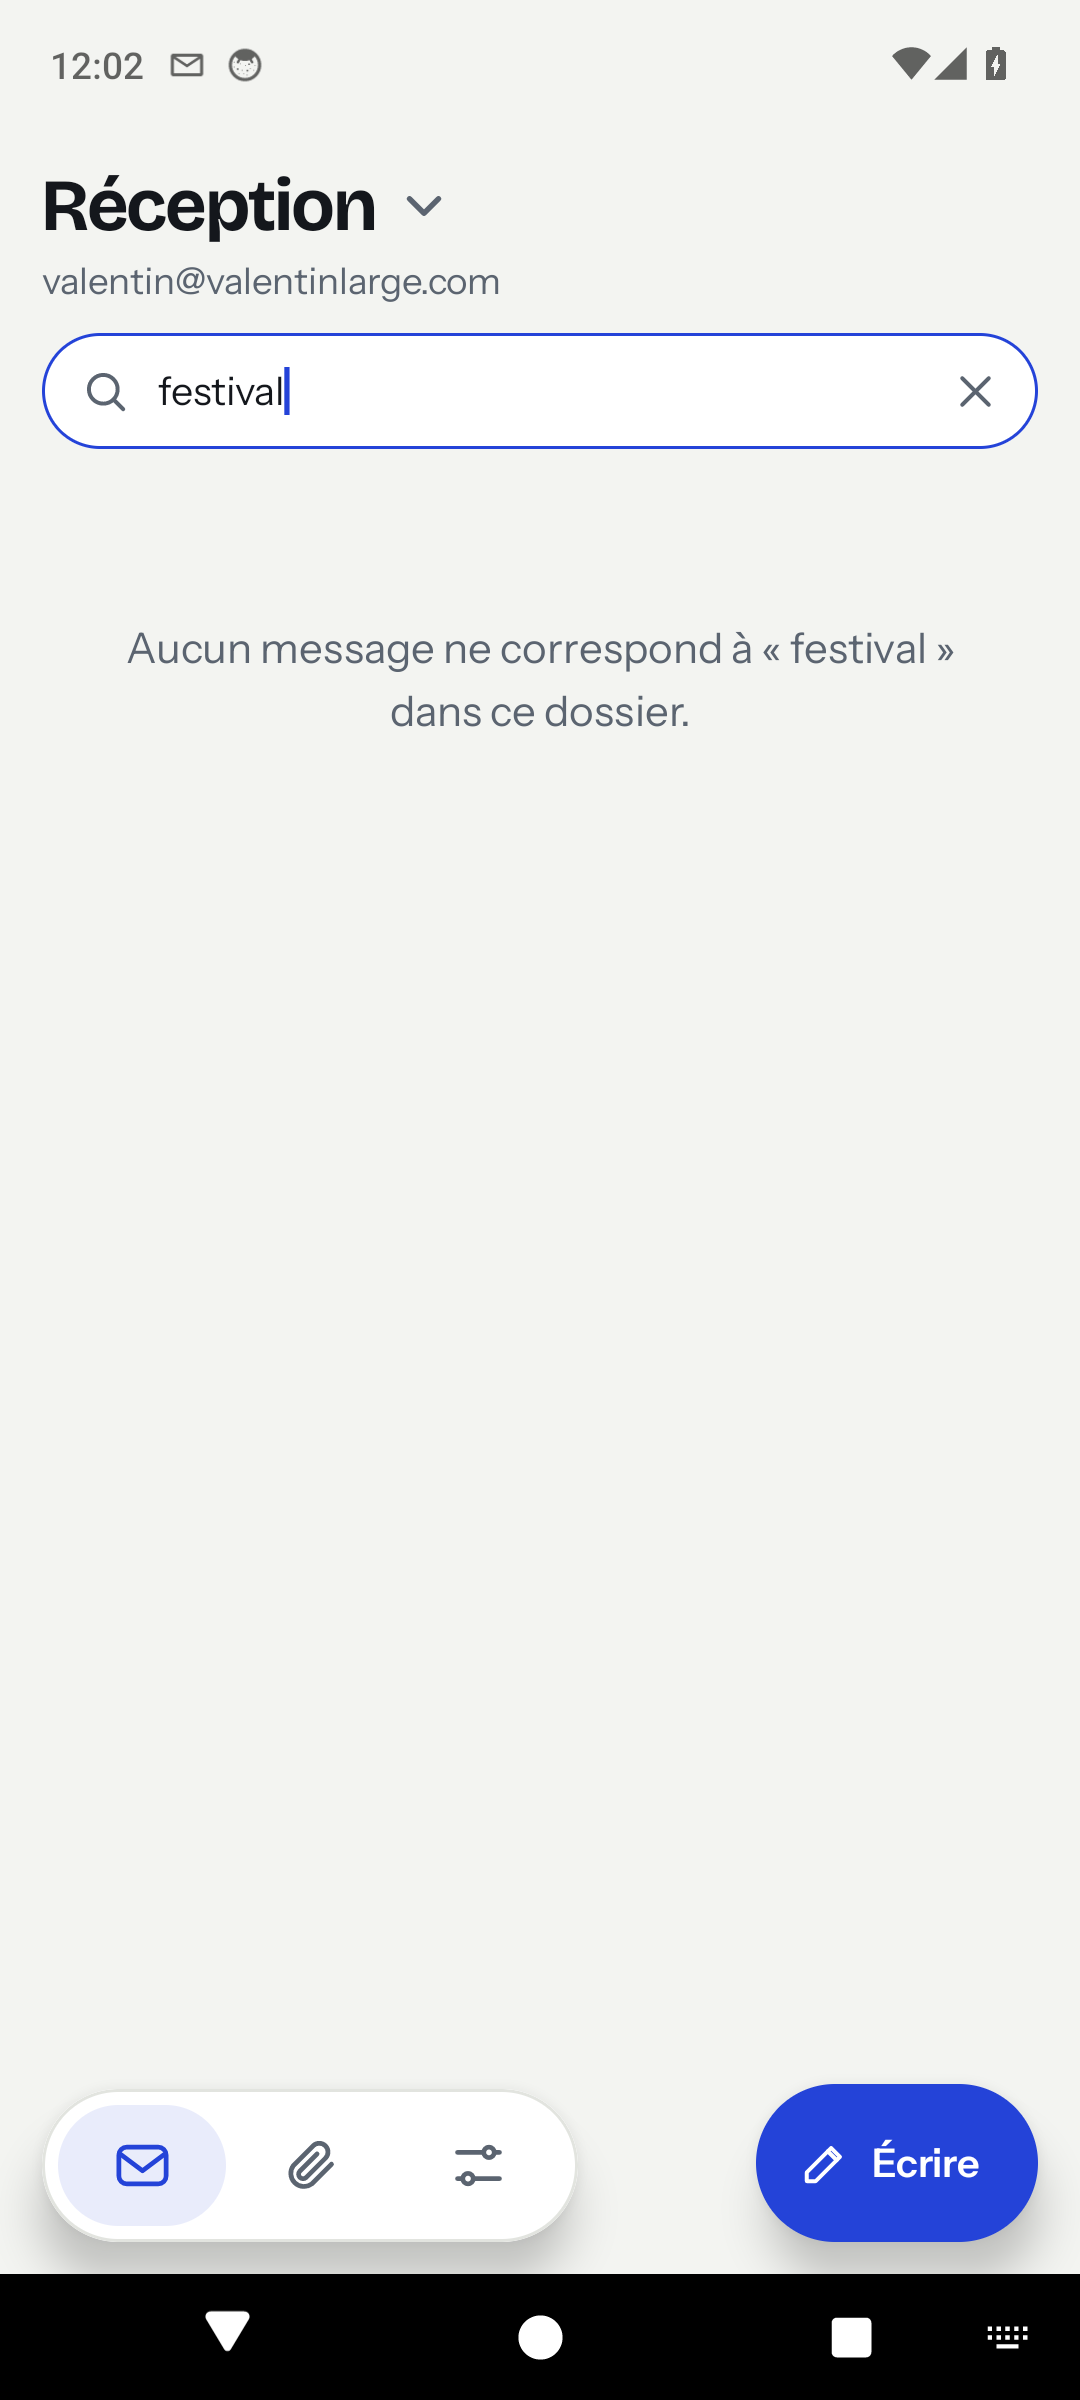 12:02
Réception
valentin@valentinlarge.com
festival
Aucun message ne correspond à « festival »
dans ce dossier.
Écrire